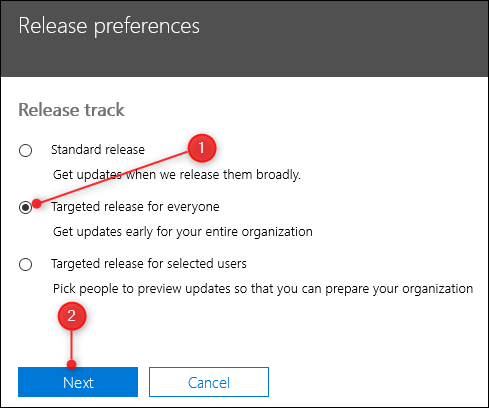 Release preferences
Release track
Standard release
1
Get updates when we release them broadly.
Targeted release for everyone
Get updates early for your entire organization
Targeted release for selected users
Pick people to preview updates so that you can prepare your organization
2
Next
Cancel